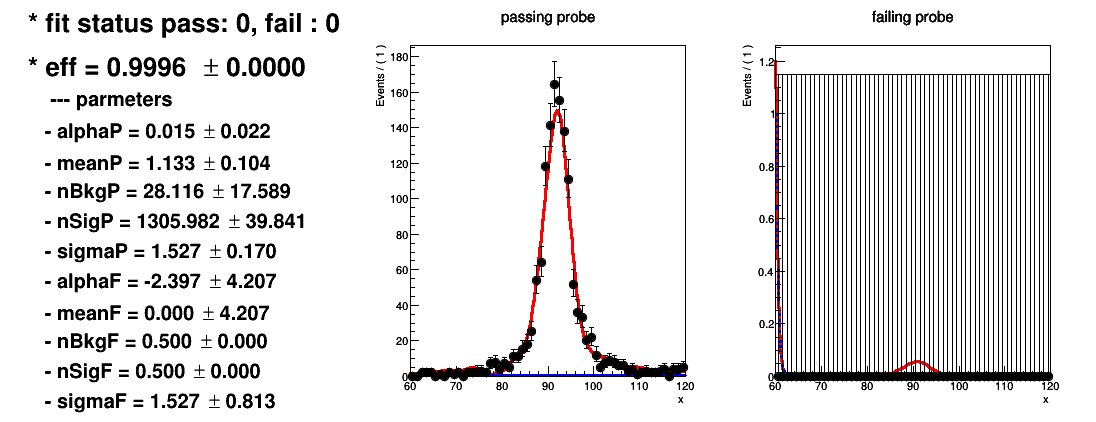 * fit status pass: 0, fail : 0
* eff = 0.9996 ± 0.0000
--- parmeters
- alphaP = 0.015 ± 0.022
- meanP = 1.133 ± 0.104
- nBkgP = 28.116 ± 17.589
- nSigP = 1305.982 ± 39.841
- sigmaP = 1.527 ± 0.170
- alphaF = -2.397 ± 4.207
- meanF = 0.000 ± 4.207
- nBkgF = 0.500 ± 0.000
- nSigF = 0.500 ± 0.000
- sigmaF = 1.527 ± 0.813
passing probe
Events / ( 1 )
180
160
140
120
100
80
60
40
20
0
60 70 80 90 100 110 120
x
failing probe
Events / ( 1 )
1.2
1
0.8
0.6
0.4
0.2
0
60 70 80 90 100 110 120
x